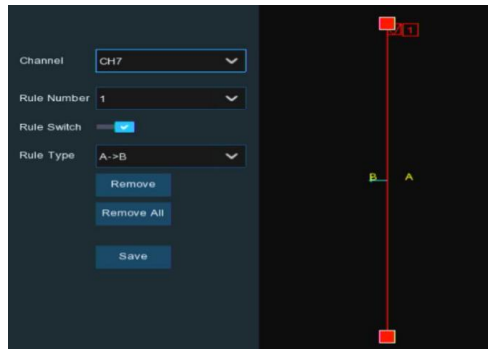 Channel CH7
Rule Number 1
Rule Switch
Rule Type A->B
Remove
Remove All
Save
1
B A